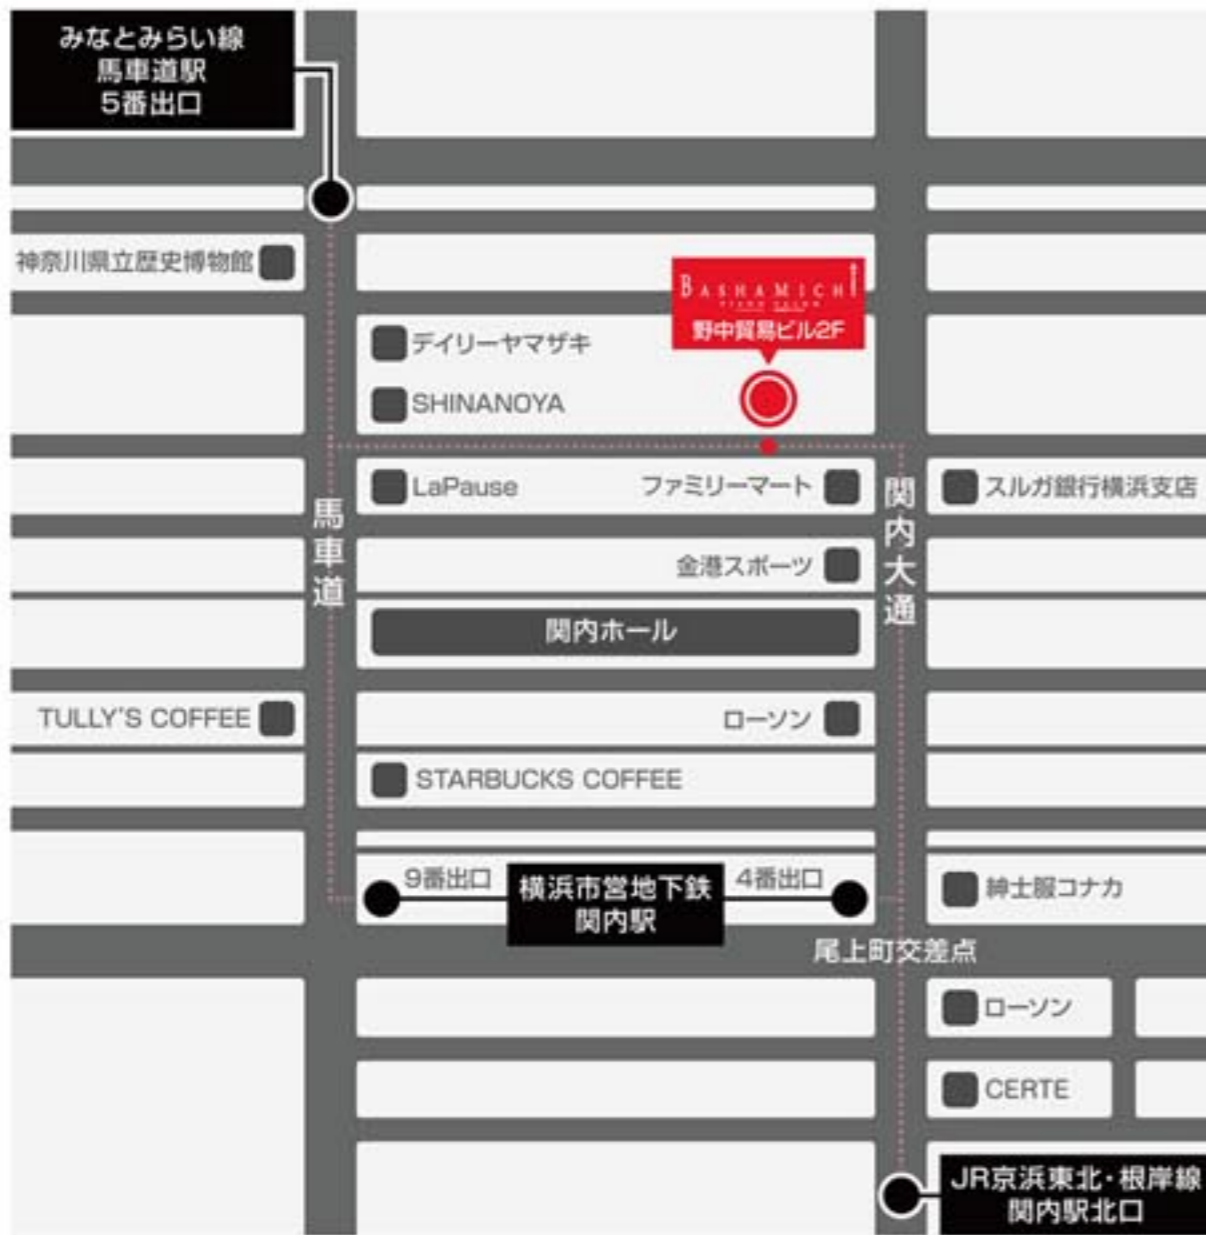 みなとみらい線
馬車道駅
5番出口
神奈川県立歴史博物館
BASHAMICHI
PIANO SALON
野中貿易ビル2F
デイリーヤマザキ
SHINANOYA
LaPause
ファミリーマート
スルガ銀行横浜支店
馬車道
関内大通
金港スポーツ
関内ホール
TULLY'S COFFEE
ローソン
STARBUCKS COFFEE
9番出口
横浜市営地下鉄
関内駅
4番出口
紳士服コナカ
尾上町交差点
ローソン
CERTE
JR京浜東北・根岸線
関内駅北口